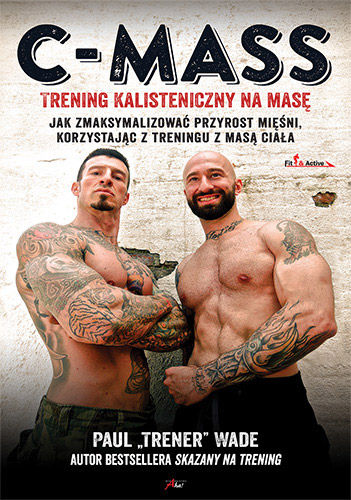 C-MASS
TRENING KALISTENICZNY NA MASĘ
JAK ZMAKSYMALIZOWAĆ PRZYROST MIĘŚNI,
KORZYSTAJĄC Z TRENINGU Z MASĄ CIAŁA
Fit & Active
PAUL „TRENER” WADE
AUTOR BESTSELLERA SKAZANY NA TRENING
Aha!